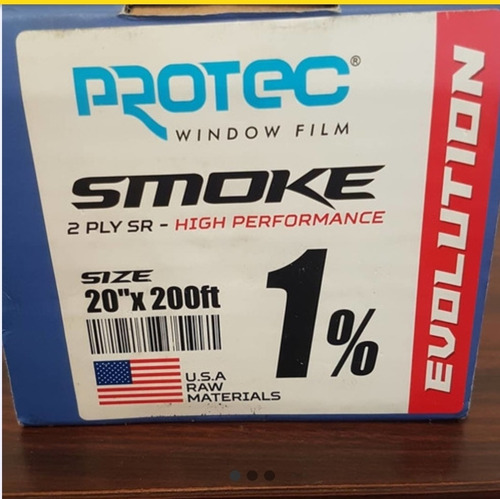 PROTEC®
WINDOW FILM
SMOKE
2 PLY SR - HIGH PERFORMANCE
SIZE
20"x 200ft
1%
U.S.A
RAW
MATERIALS
EVOLUTION